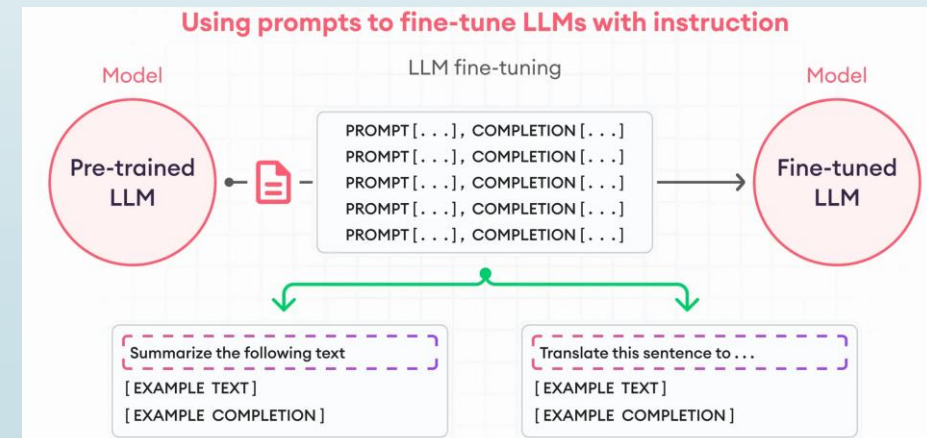 Using prompts to fine-tune LLMs with instruction
Model
LLM fine-tuning
Model
Pre-trained
LLM
PROMPT[...], COMPLETION[...]
PROMPT[...], COMPLETION[...]
PROMPT[...], COMPLETION[...]
PROMPT[...], COMPLETION[...]
PROMPT[...], COMPLETION[...]
Fine-tuned
LLM
Summarize the following text
[EXAMPLE TEXT]
[EXAMPLE COMPLETION]
Translate this sentence to ...
[EXAMPLE TEXT]
[EXAMPLE COMPLETION]